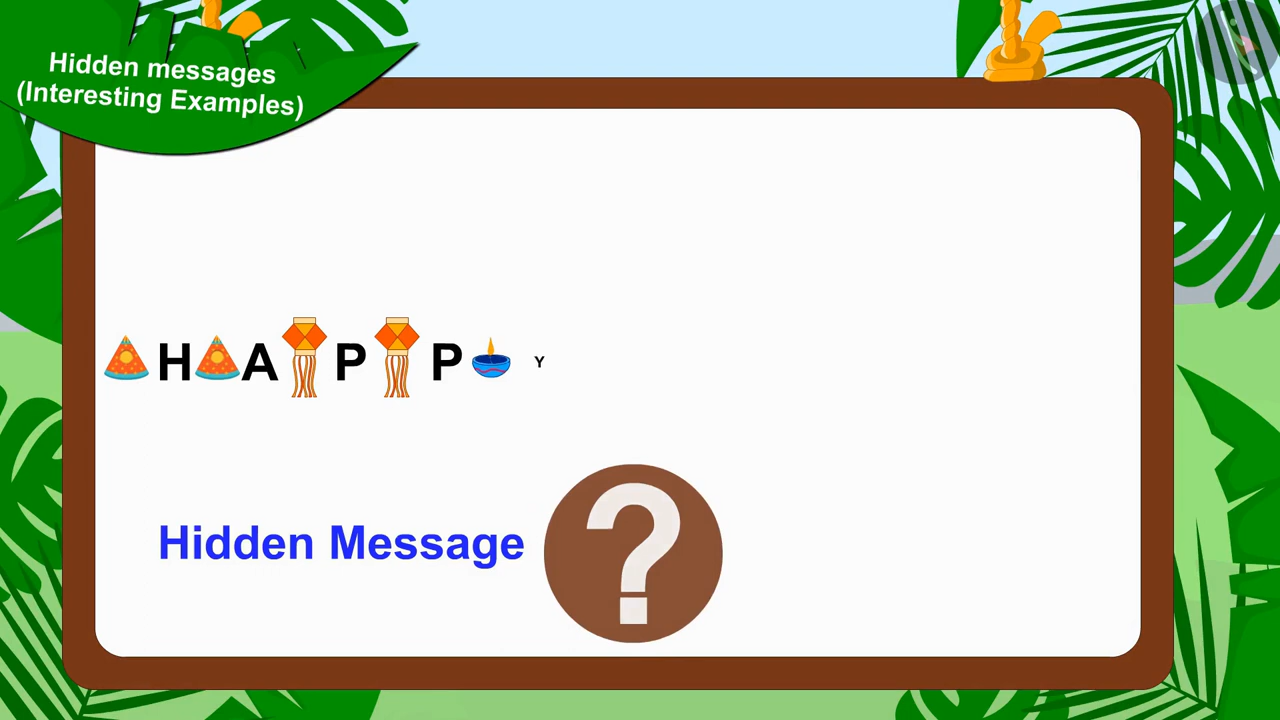 Hidden messages
(Interesting Examples)
H A P P Y
Hidden Message ?